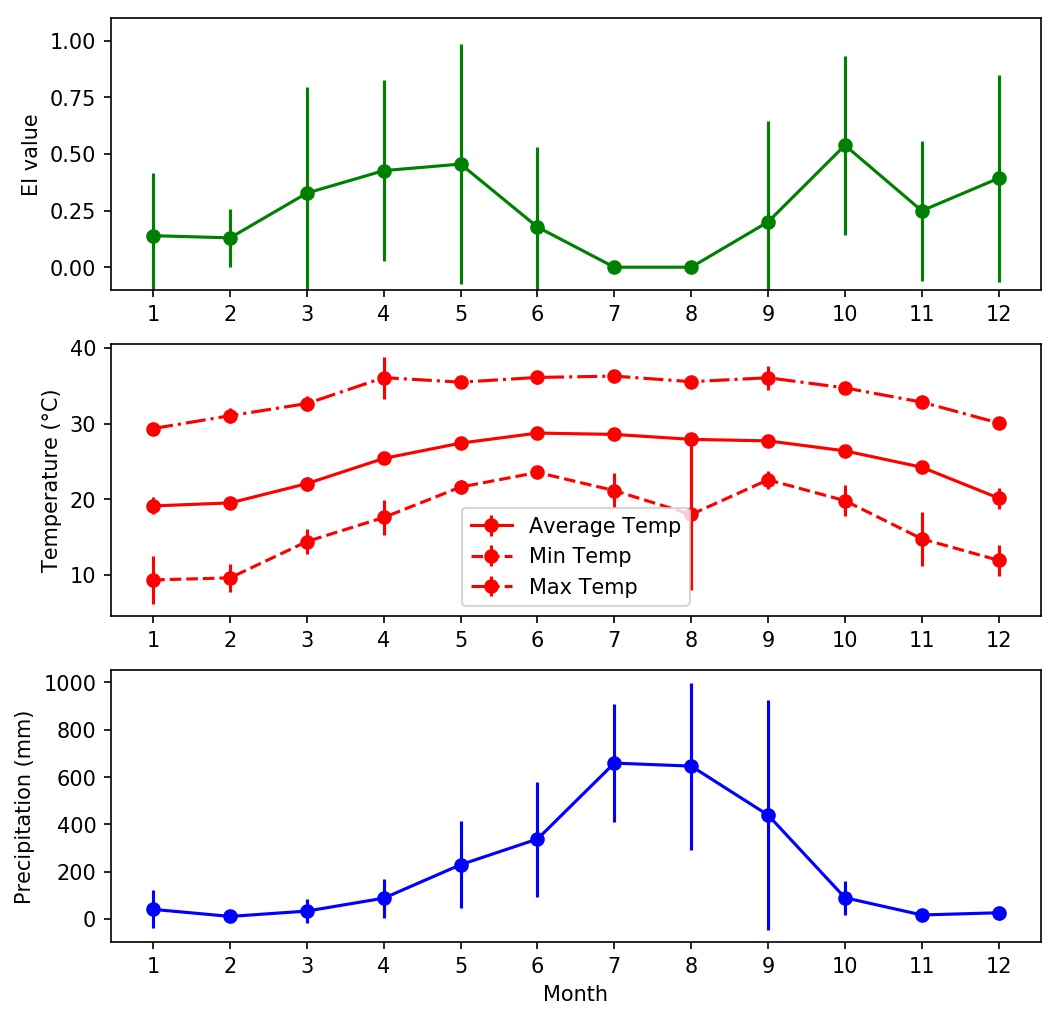 EI value
1.00
0.75
0.50
0.25
0.00
1 2 3 4 5 6 7 8 9 10 11 12
Temperature (°C)
40
30
20
10
Average Temp
Min Temp
Max Temp
1 2 3 4 5 6 7 8 9 10 11 12
Precipitation (mm)
1000
800
600
400
200
0
1 2 3 4 5 6 7 8 9 10 11 12
Month